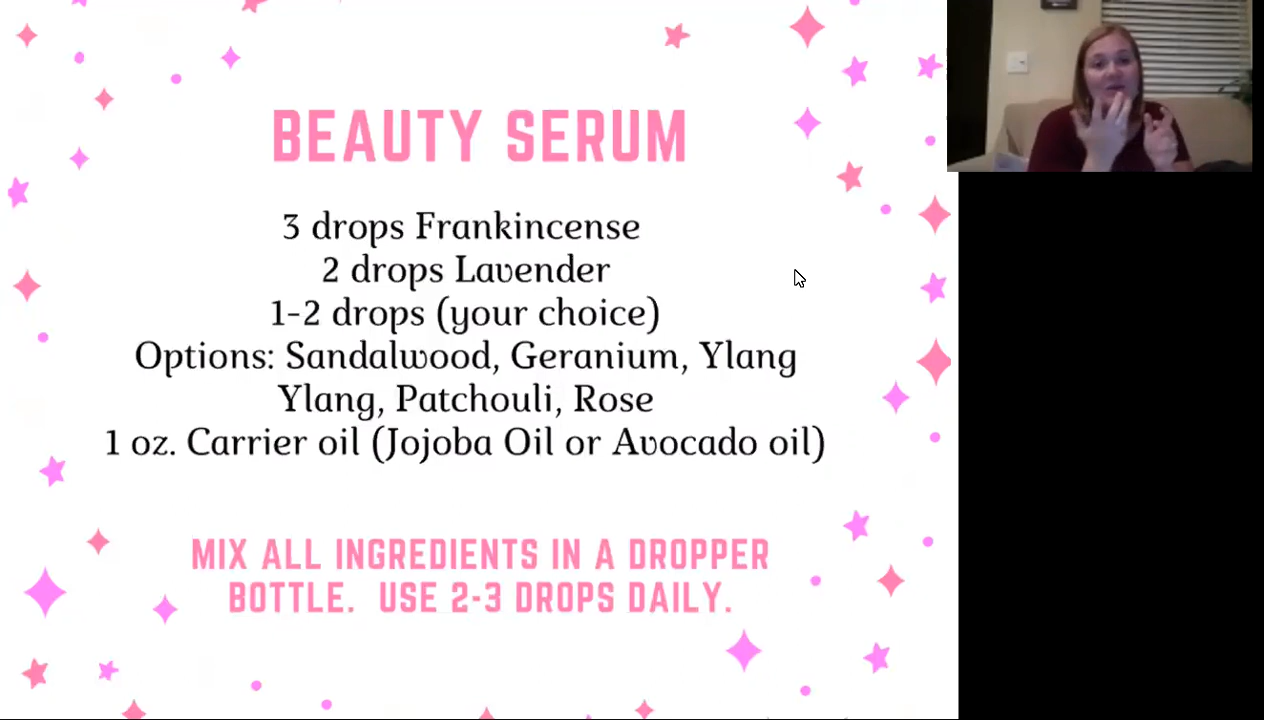 BEAUTY SERUM
3 drops Frankincense
2 drops Lavender
1-2 drops (your choice)
Options: Sandalwood, Geranium, Ylang
Ylang, Patchouli, Rose
1 oz. Carrier oil (Jojoba Oil or Avocado oil)
MIX ALL INGREDIENTS IN A DROPPER
BOTTLE. USE 2-3 DROPS DAILY.